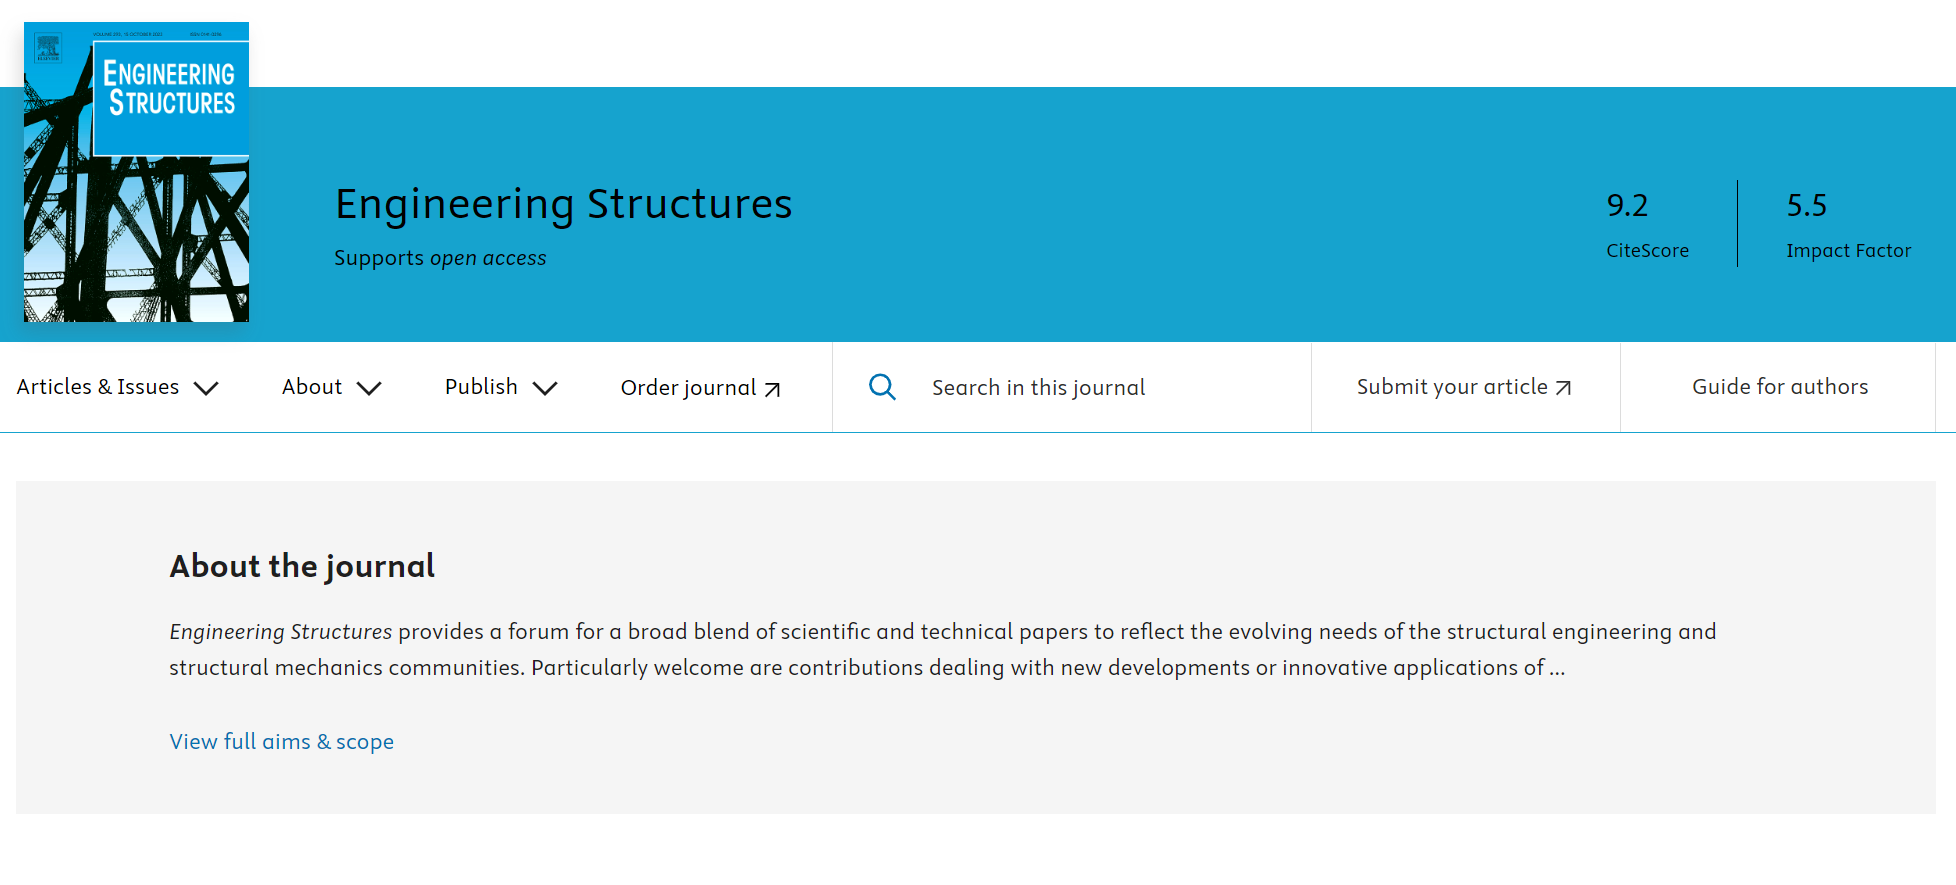 ELSEVIER
ENGINEERING
STRUCTURES
Engineering Structures
Supports open access
9.2
CiteScore
5.5
Impact Factor
Articles & Issues
About
Publish
Order journal
Search in this journal
Submit your article
Guide for authors
About the journal
Engineering Structures provides a forum for a broad blend of scientific and technical papers to reflect the evolving needs of the structural engineering and
structural mechanics communities. Particularly welcome are contributions dealing with new developments or innovative applications of ...
View full aims & scope